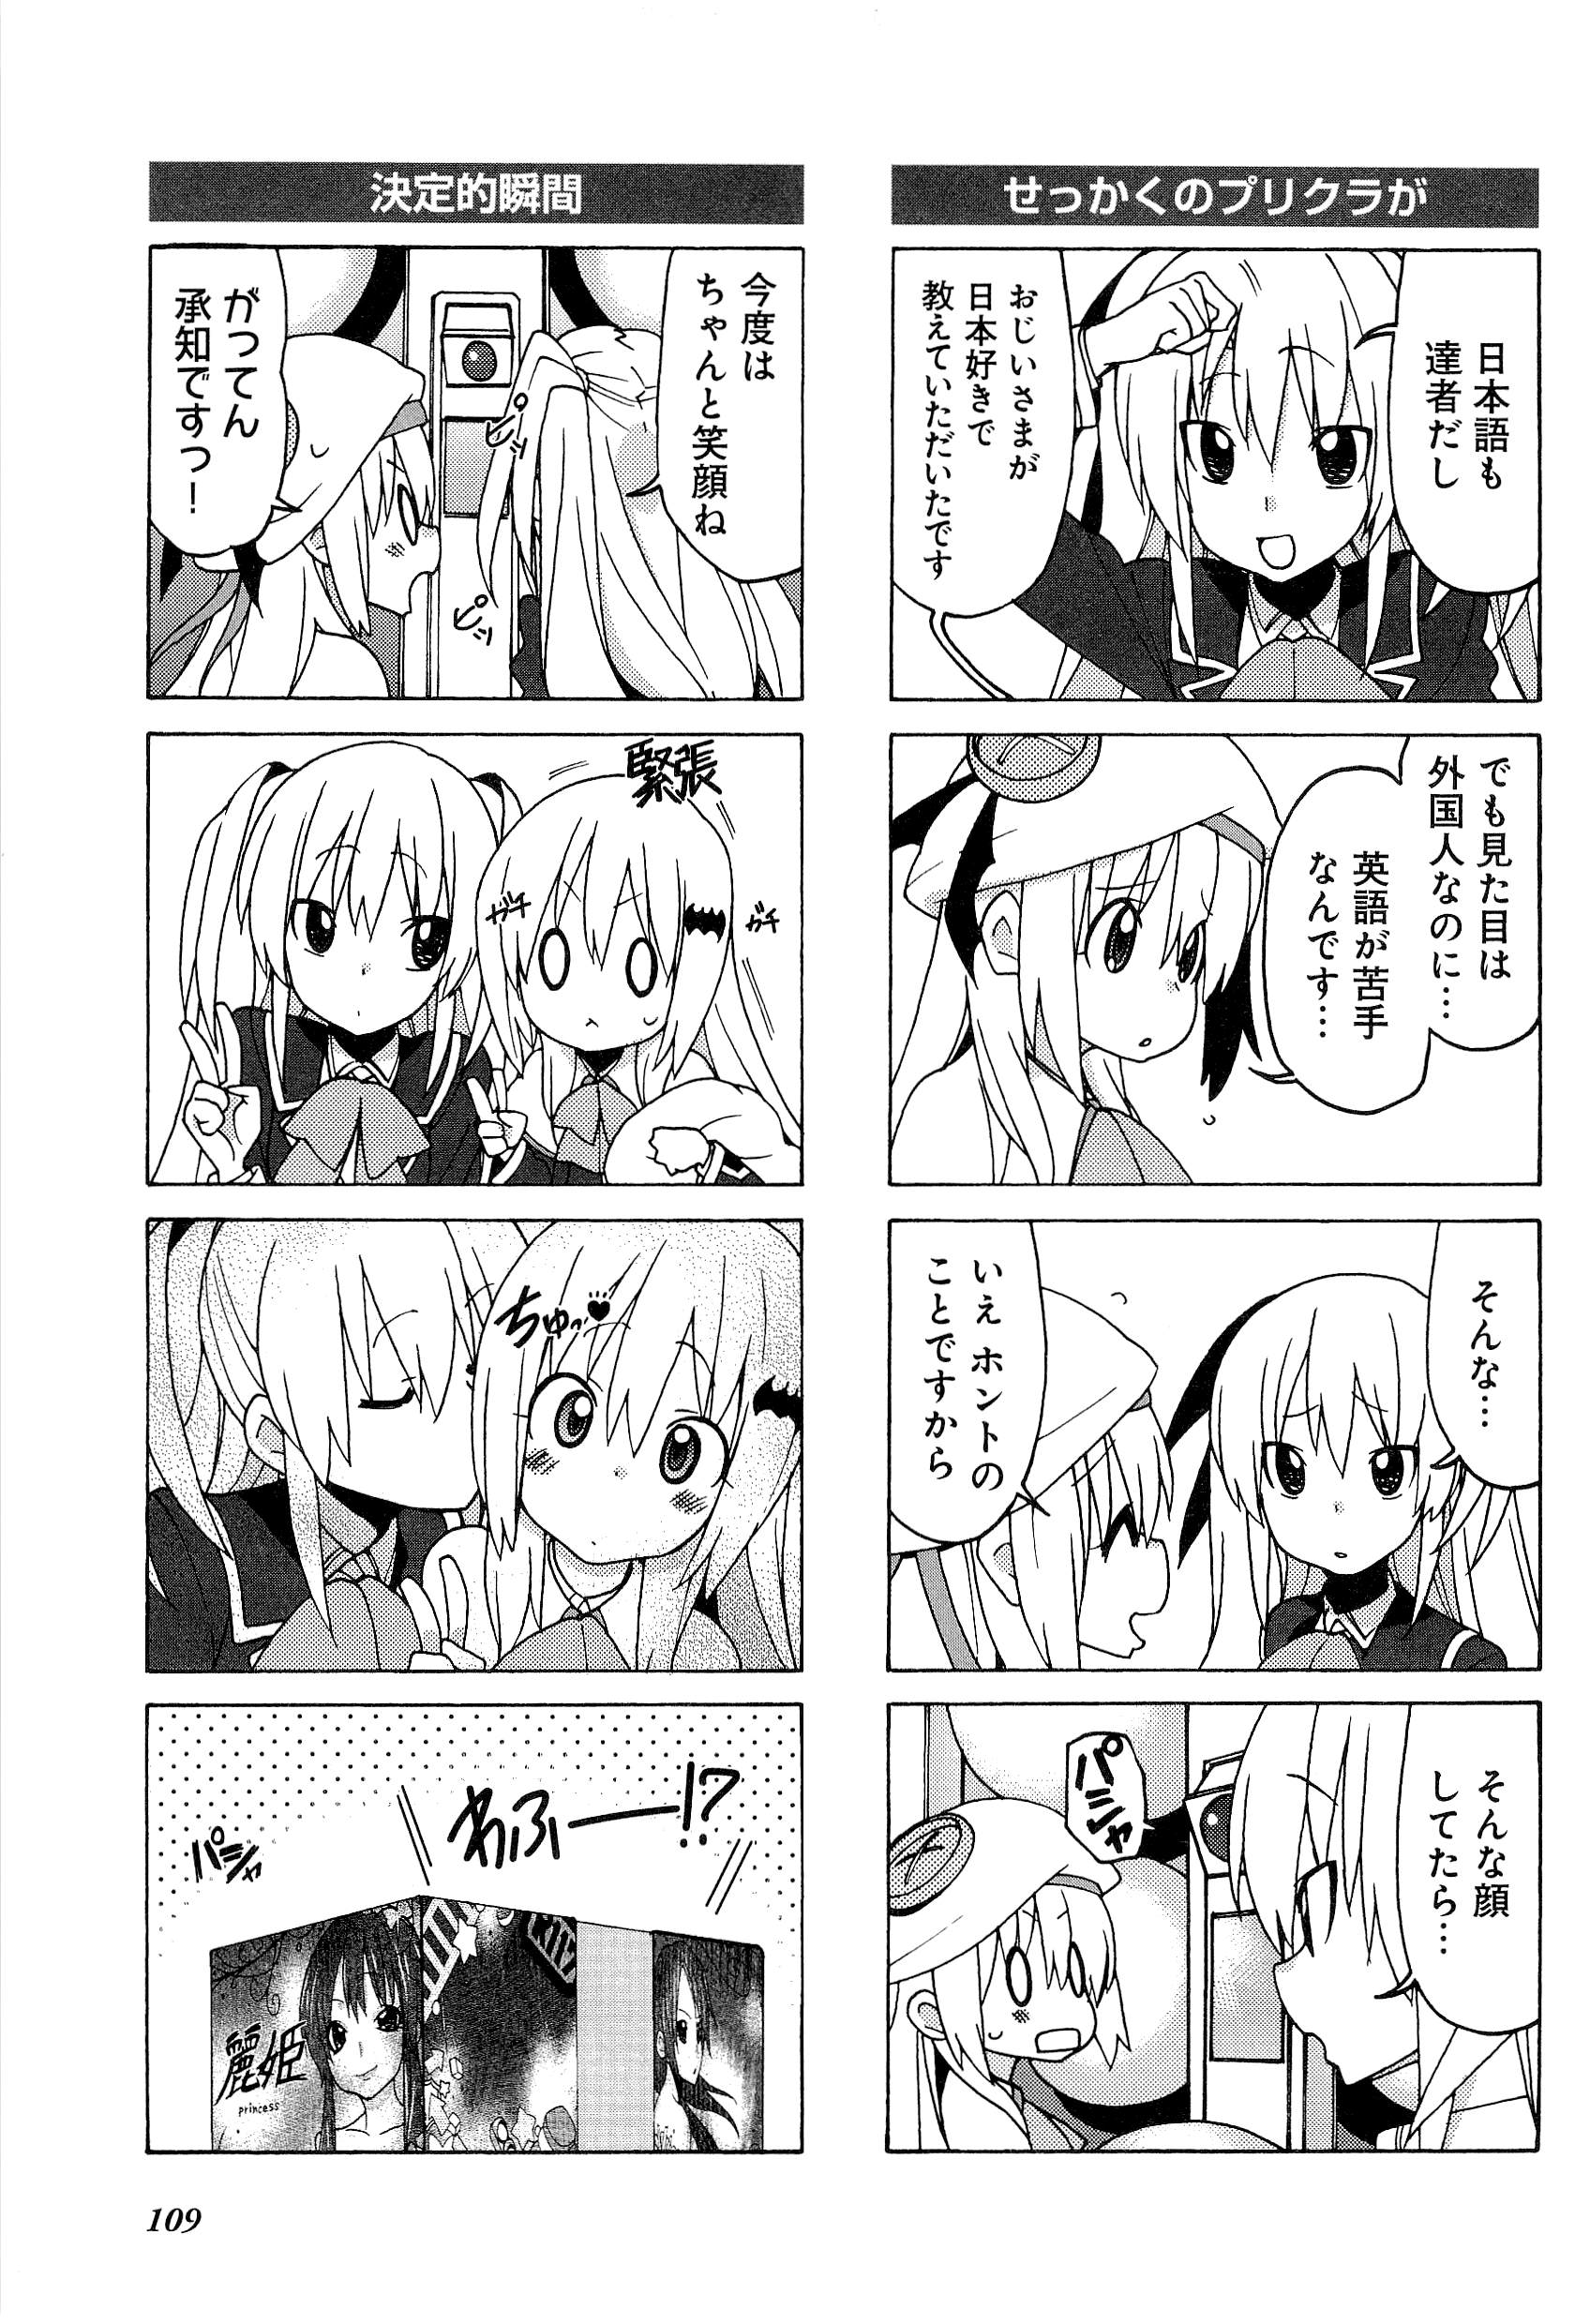 せっかくのプリクラが
日本語も
達者だし
おじいさまが
日本好きで
教えていただいたです
でも見た目は
外国人なのに…
英語が苦手
なんです…
そんな…
いえ ホントの
ことですから
そんな顔
してたら…
パシャ
決定的瞬間
今度は
ちゃんと笑顔ね
がってん
承知ですっ！
ピッ
ピッ
緊張
ガチ
ガチ
ちゅっ♥
わふーー!?
パシャ
麗姫
princess
109